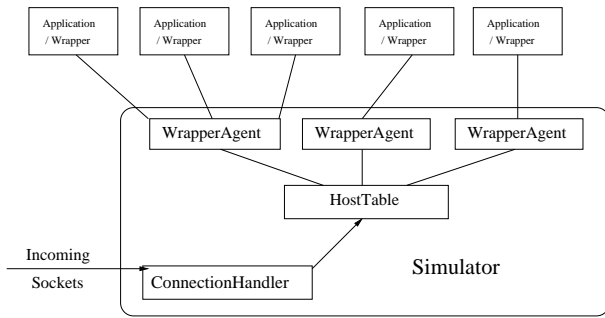 Application
/ Wrapper
Application
/ Wrapper
Application
/ Wrapper
Application
/ Wrapper
Application
/ Wrapper
WrapperAgent
WrapperAgent
WrapperAgent
HostTable
Incoming
Sockets
ConnectionHandler
Simulator